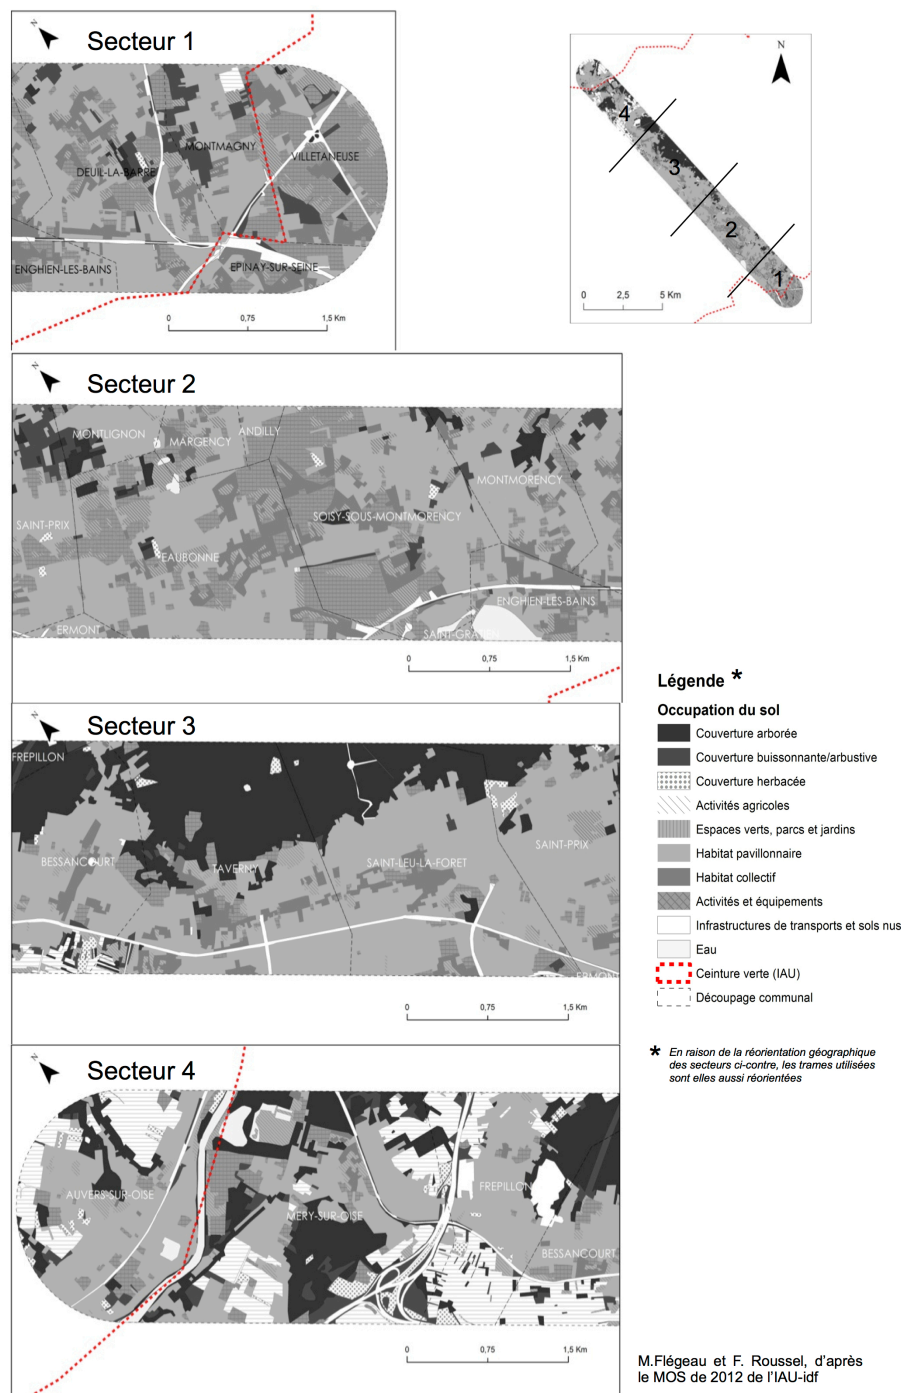 Secteur 1
N
MONTMAGNY
VILLETANEUSE
DEUIL-LA-BARRE
ENGHIEN-LES-BAINS
EPINAY-SUR-SEINE
0 0,75 1,5 Km
N
4
3
2
1
0 2,5 5 Km
Secteur 2
N
MONTLIGNON
MARGENCY
ANDILLY
MONTMORENCY
SAINT-PRIX
SOISY-SOUS-MONTMORENCY
EAUBONNE
ENGHIEN-LES-BAINS
ERMONT
0 0,75 1,5 Km
Secteur 3
N
FREPILLON
SAINT-PRIX
BESSANCOURT
TAVERNY
SAINT-LEU-LA-FORET
0 0,75 1,5 Km
Légende *
Occupation du sol
Couverture arborée
Couverture buissonnante/arbustive
Couverture herbacée
Activités agricoles
Espaces verts, parcs et jardins
Habitat pavillonnaire
Habitat collectif
Activités et équipements
Infrastructures de transports et sols nus
Eau
Ceinture verte (IAU)
Découpage communal
* En raison de la réorientation géographique
des secteurs ci-contre, les trames utilisées
sont elles aussi réorientées
Secteur 4
N
AUVERS-SUR-OISE
MERY-SUR-OISE
FREPILLON
BESSANCOURT
0 0,75 1,5 Km
M.Flégeau et F. Roussel, d'après
le MOS de 2012 de l'IAU-idf